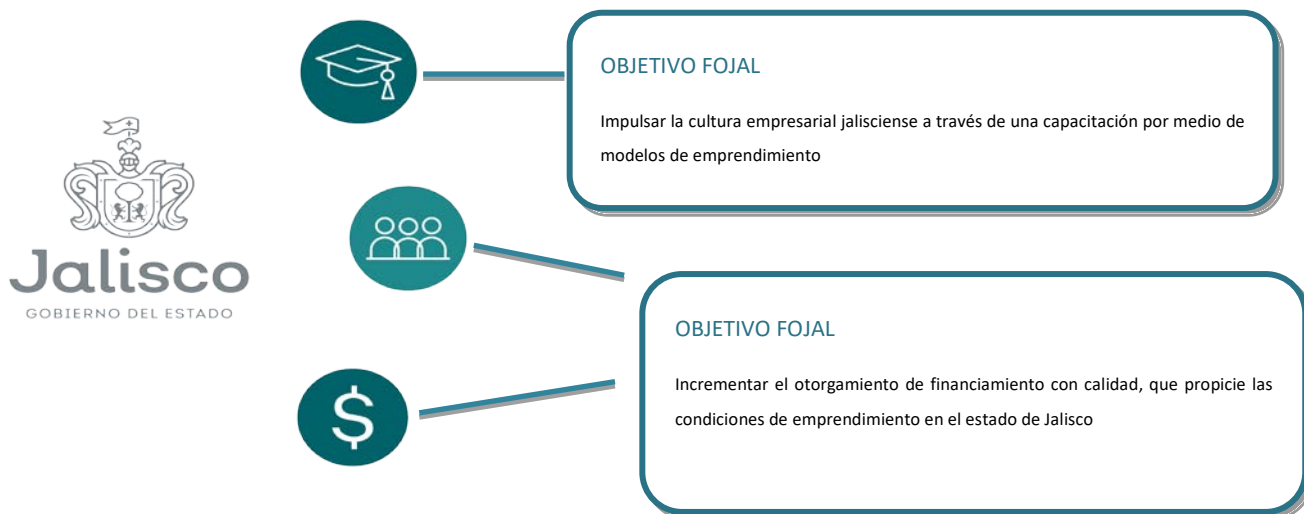 OBJETIVO FOJAL
Impulsar la cultura empresarial jalisciense a través de una capacitación por medio de
modelos de emprendimiento
Jalisco
GOBIERNO DEL ESTADO
OBJETIVO FOJAL
Incrementar el otorgamiento de financiamiento con calidad, que propicie las
condiciones de emprendimiento en el estado de Jalisco
$